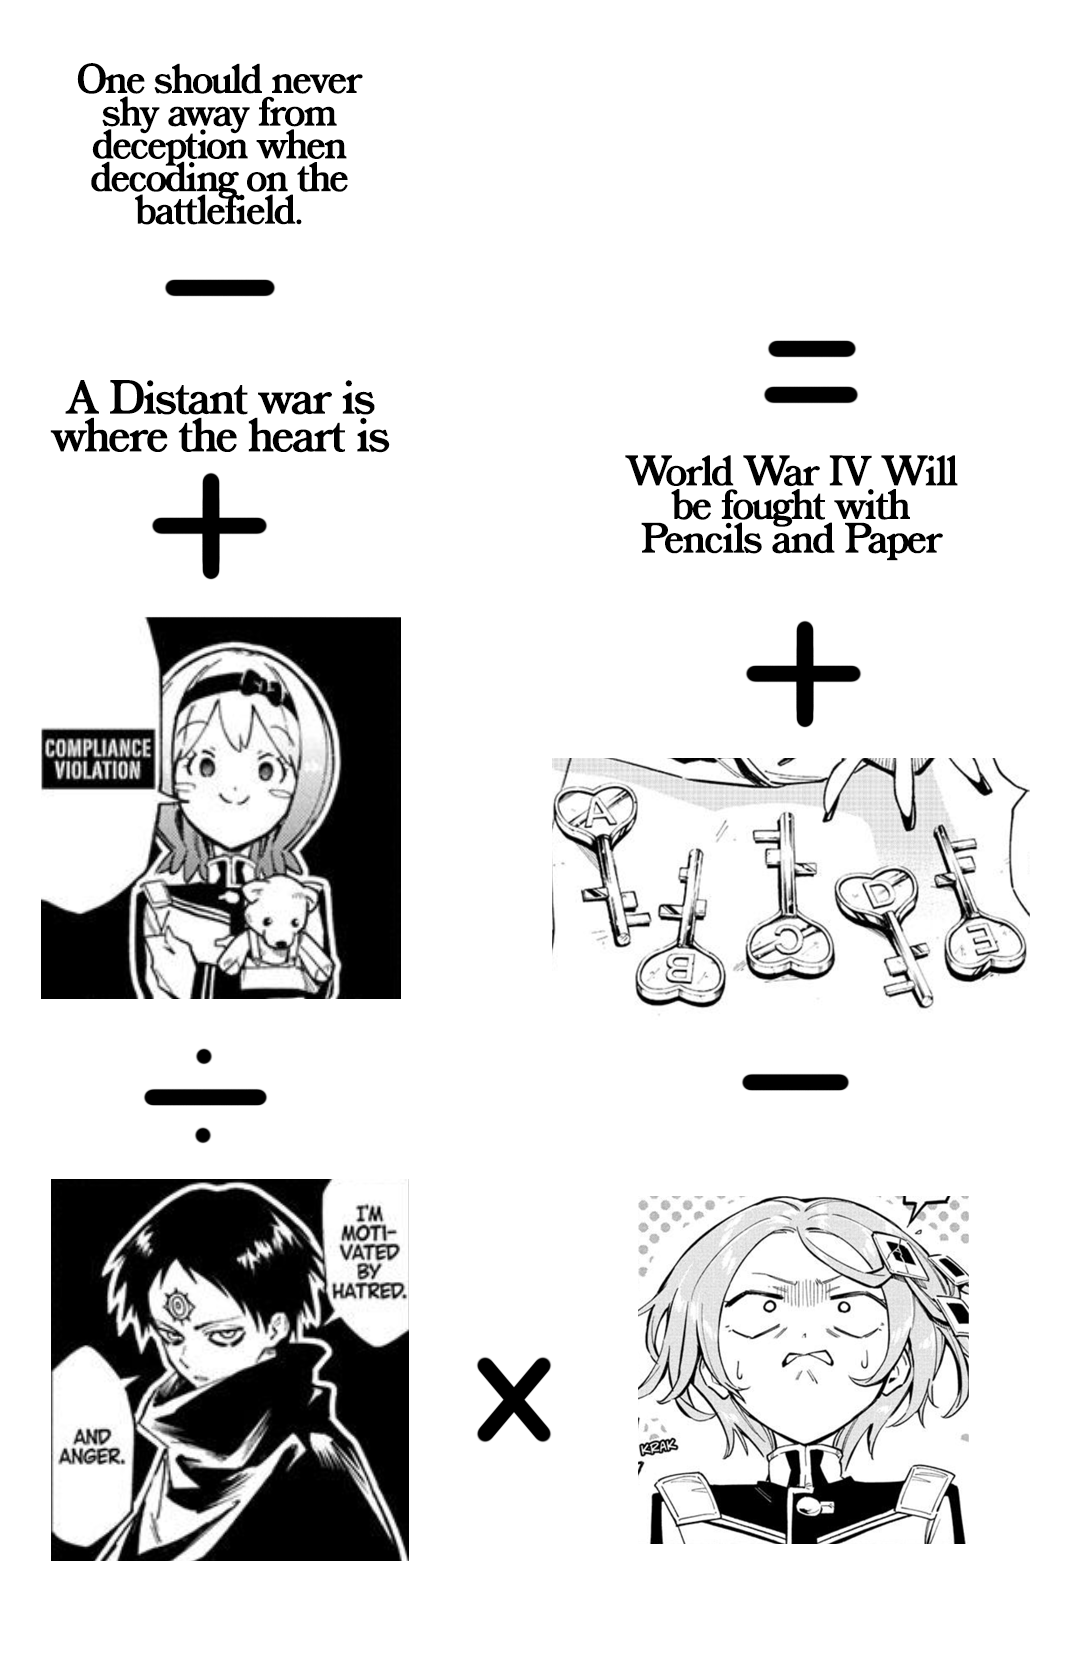 One should never
shy away from
deception when
decoding on the
battlefield.
A Distant war is
where the heart is
COMPLIANCE
VIOLATION
I'M
MOTI-
VATED
BY
HATRED.
AND
ANGER.
World War IV Will
be fought with
Pencils and Paper
A
B
C
D
E
KRAK